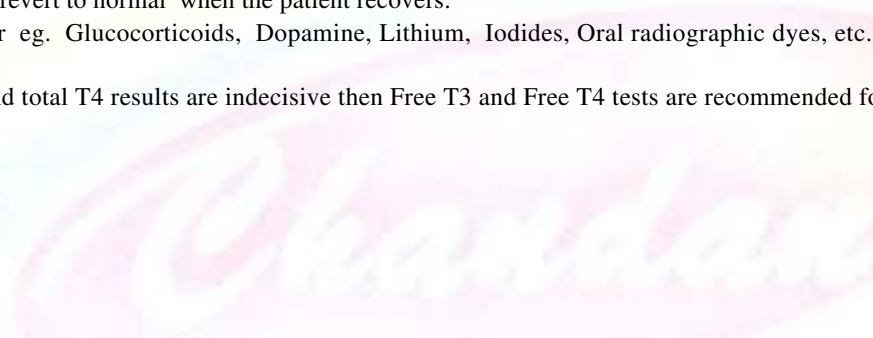 revert to normal when the patient recovers.
r eg. Glucocorticoids, Dopamine, Lithium, Iodides, Oral radiographic dyes, etc.
d total T4 results are indecisive then Free T3 and Free T4 tests are recommended fo
Chandan